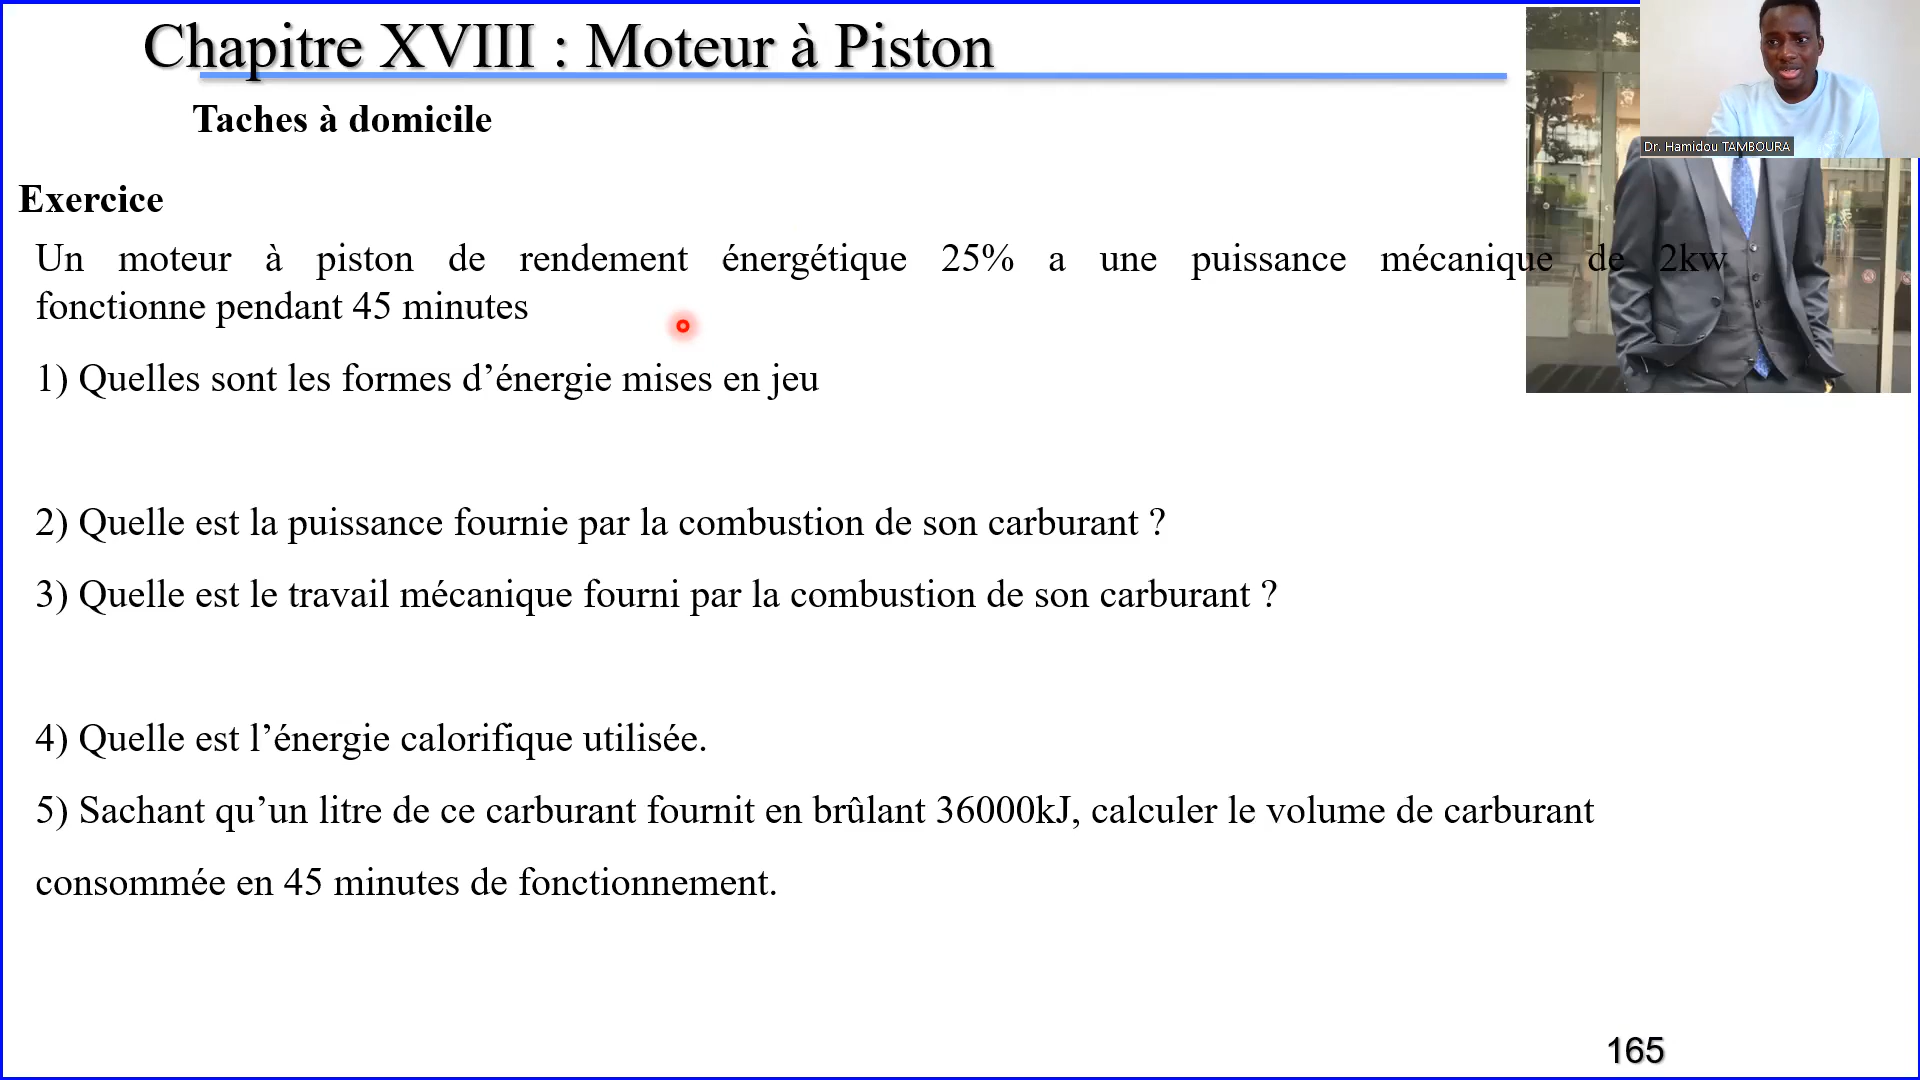 Chapitre XVIII : Moteur à Piston
Dr. Hamidou TAMBOURA
Taches à domicile
Exercice
Un moteur à piston de rendement énergétique 25% a une puissance mécanique de 2kw
fonctionne pendant 45 minutes
1) Quelles sont les formes d’énergie mises en jeu
2) Quelle est la puissance fournie par la combustion de son carburant ?
3) Quelle est le travail mécanique fourni par la combustion de son carburant ?
4) Quelle est l’énergie calorifique utilisée.
5) Sachant qu’un litre de ce carburant fournit en brûlant 36000kJ, calculer le volume de carburant
consommée en 45 minutes de fonctionnement.
165